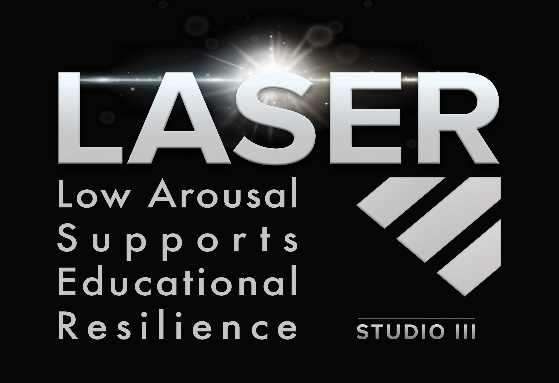 LASER
Low Arousal
Supports
Educational
Resilience
STUDIO III